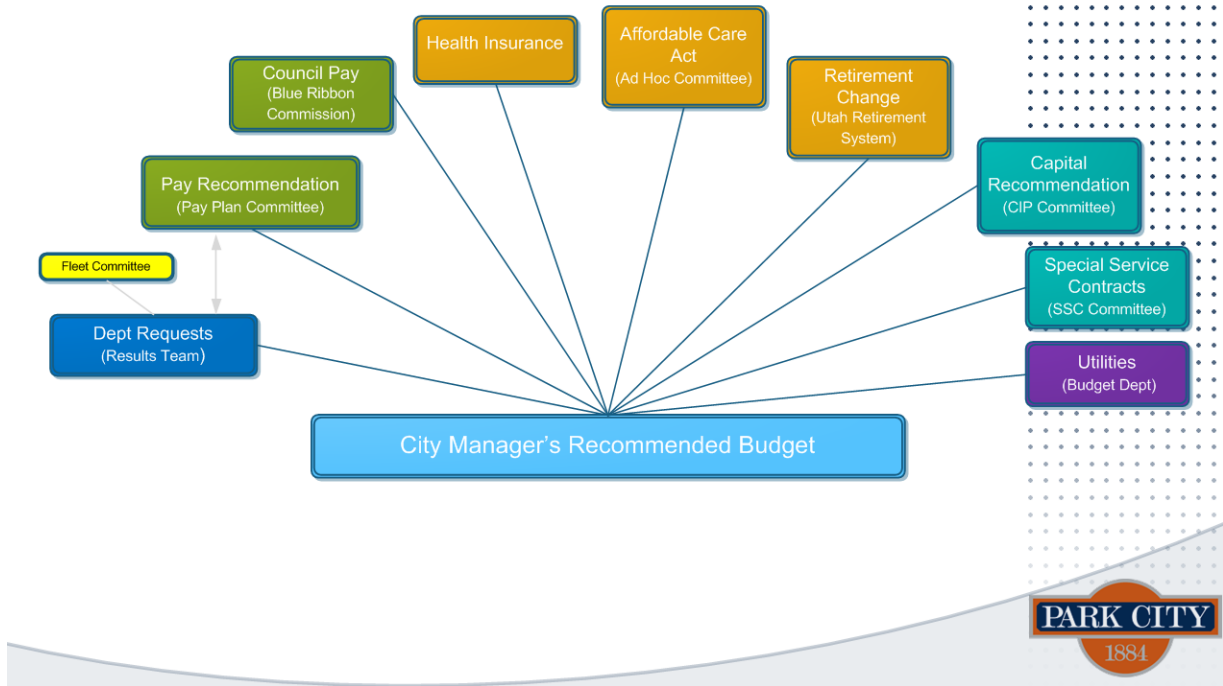 Health Insurance
Affordable Care
Act
(Ad Hoc Committee)
Council Pay
(Blue Ribbon
Commission)
Retirement
Change
(Utah Retirement
System)
Pay Recommendation
(Pay Plan Committee)
Capital
Recommendation
(CIP Committee)
Fleet Committee
Special Service
Contracts
(SSC Committee)
Dept Requests
(Results Team)
Utilities
(Budget Dept)
City Manager’s Recommended Budget
PARK CITY
1884